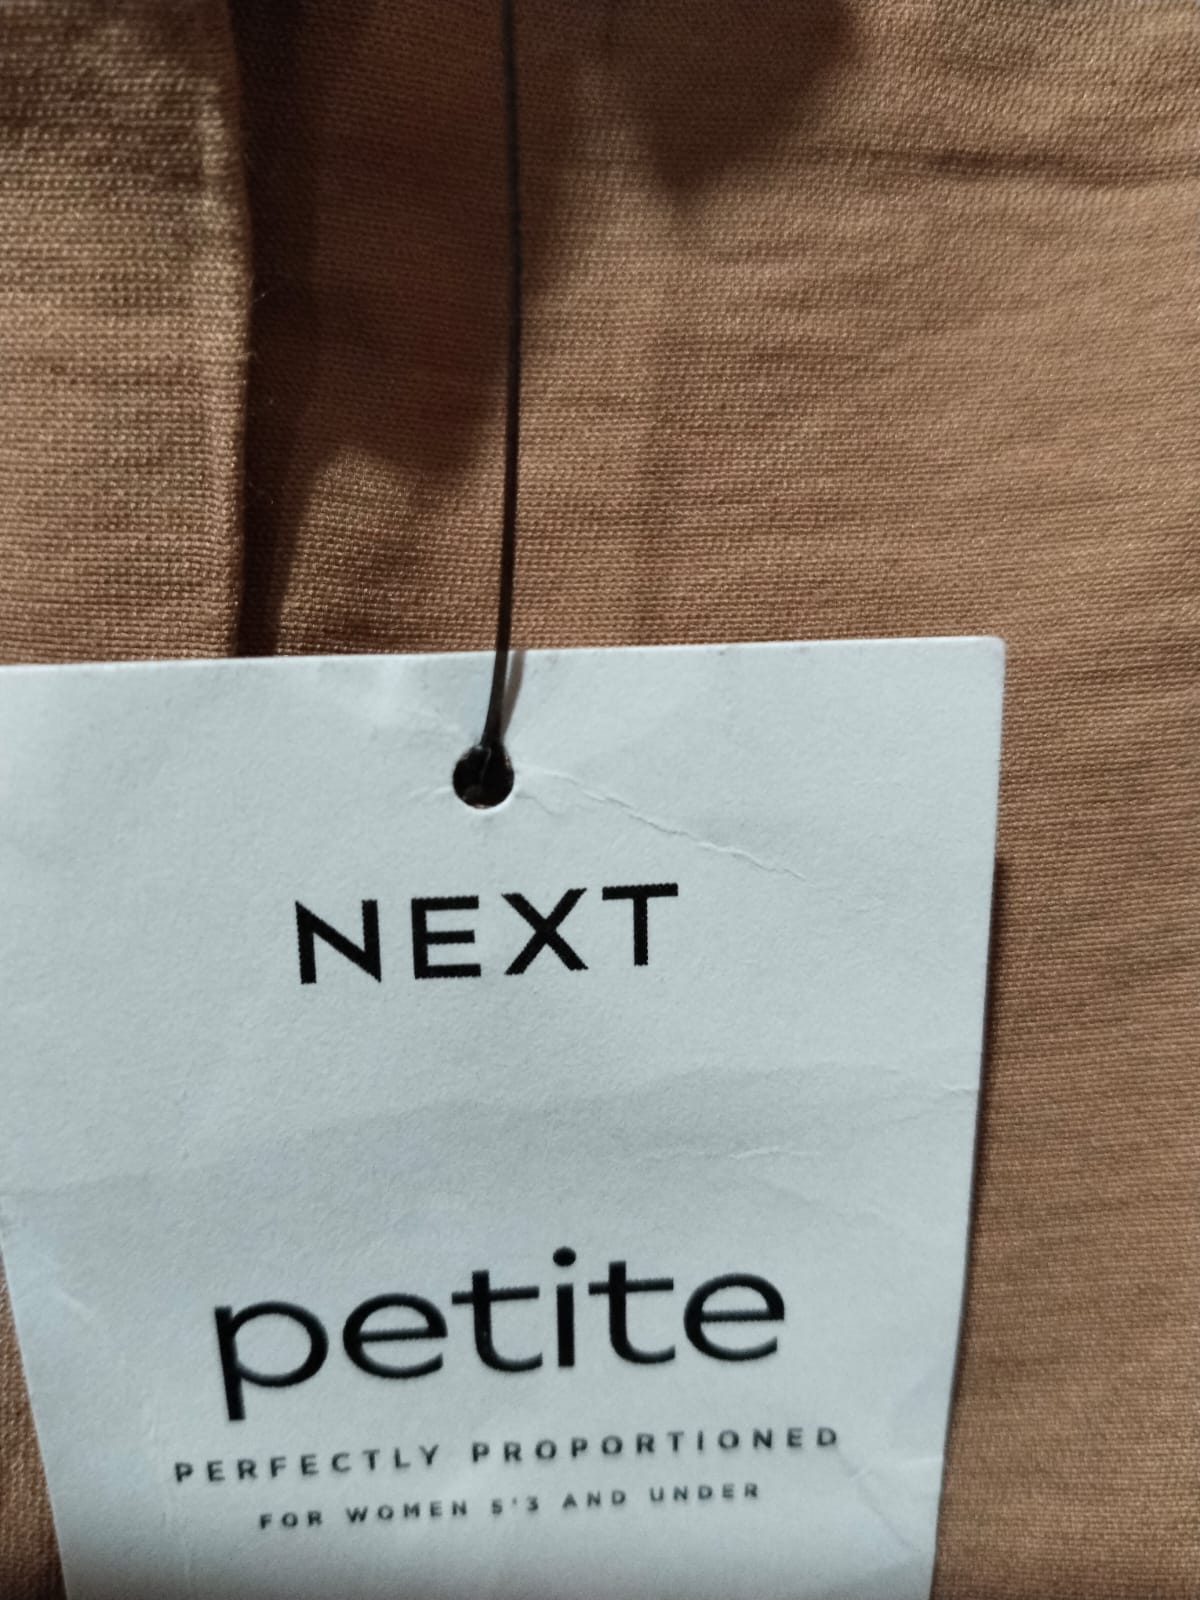 NEXT
petite
PERFECTLY PROPORTIONED
FOR WOMEN 5'3 AND UNDER